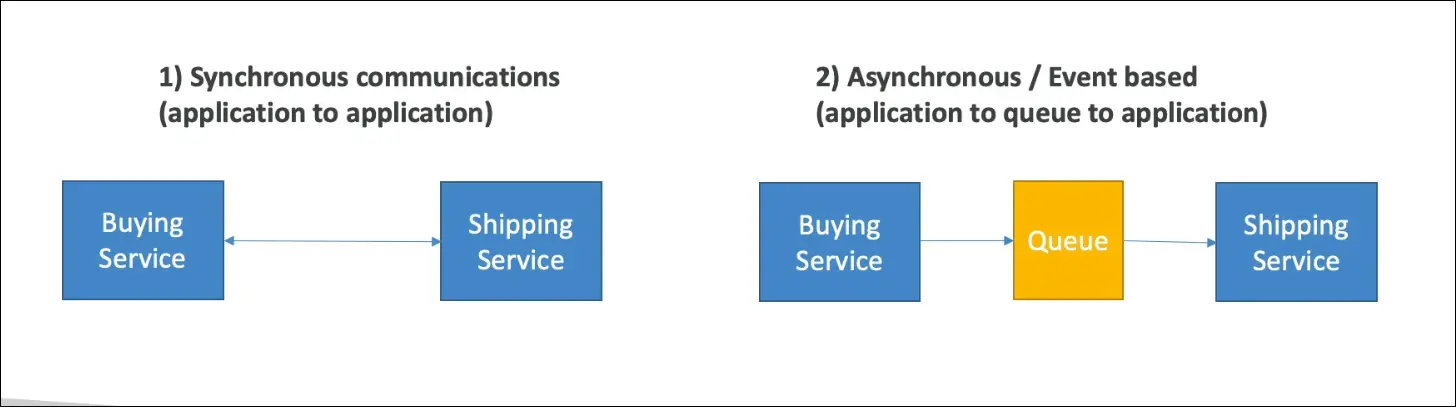 1) Synchronous communications
(application to application)
2) Asynchronous / Event based
(application to queue to application)
Buying
Service
Shipping
Service
Buying
Service
Queue
Shipping
Service